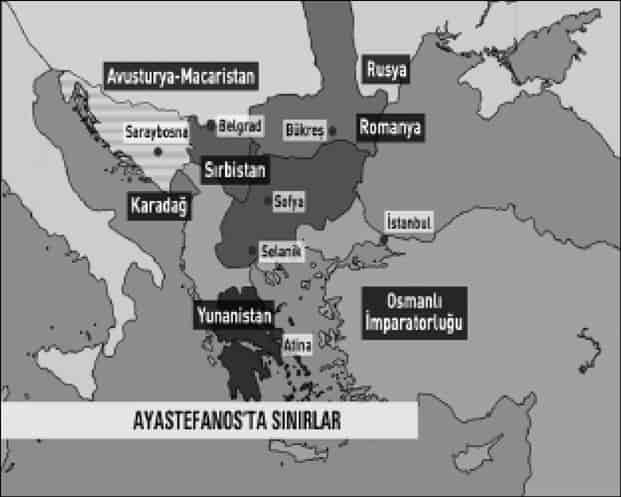 Avusturya-Macaristan
Rusya
Saraybosna
Belgrad
Bükreş
Romanya
Sırbistan
Karadağ
Sofya
İstanbul
Selanik
Yunanistan
Osmanlı
İmparatorluğu
Atina
AYASTEFANOS'TA SINIRLAR